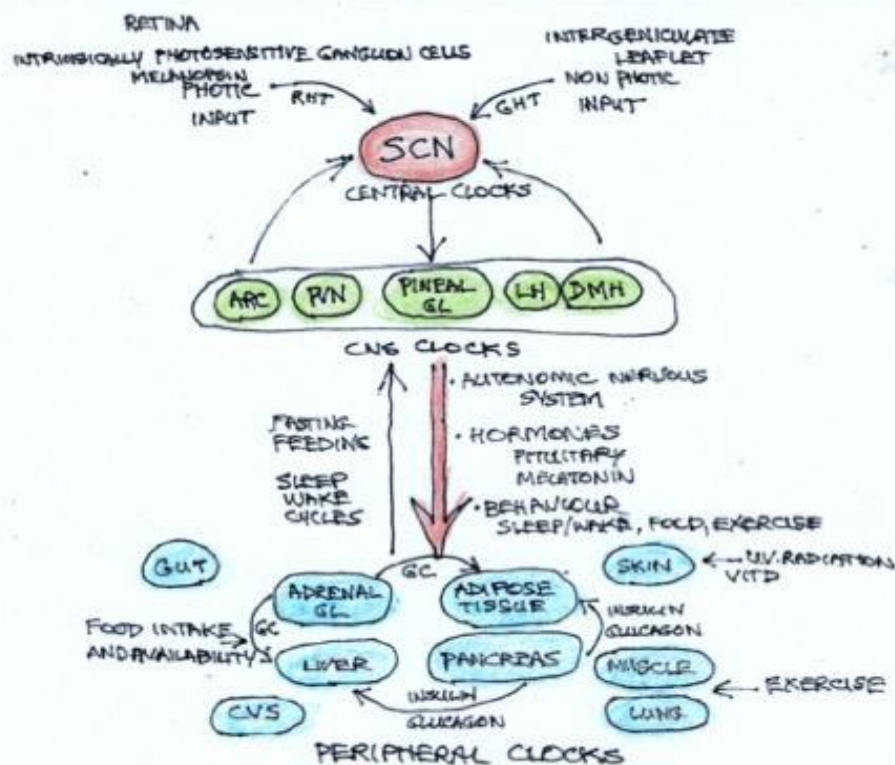 RETINA
INTRINSICALLY PHOTOSENSITIVE GANGLION CELLS
MELANOPSIN
PHOTIC
INPUT
RHT
INTERGENICULATE
LEAFLET
NON PHOTIC
INPUT
GHT
SCN
CENTRAL CLOCKS
ARC
PVN
PINEAL
GL
LH
DMH
CNS CLOCKS
FASTING
FEEDING
SLEEP
WAKE
CYCLES
• AUTONOMIC NERVOUS
SYSTEM
• HORMONES
PITUITARY
MELATONIN
• BEHAVIOUR
SLEEP/WAKE, FOOD, EXERCISE
GUT
ADRENAL
GL
GC
ADIPOSE
TISSUE
SKIN
UV. RADIATION
VIT D
FOOD INTAKE
AND AVAILABILITY
GC
LIVER
PANCREAS
INSULIN
GLUCAGON
MUSCLE
EXERCISE
CVS
INSULIN
GLUCAGON
LUNG
PERIPHERAL CLOCKS